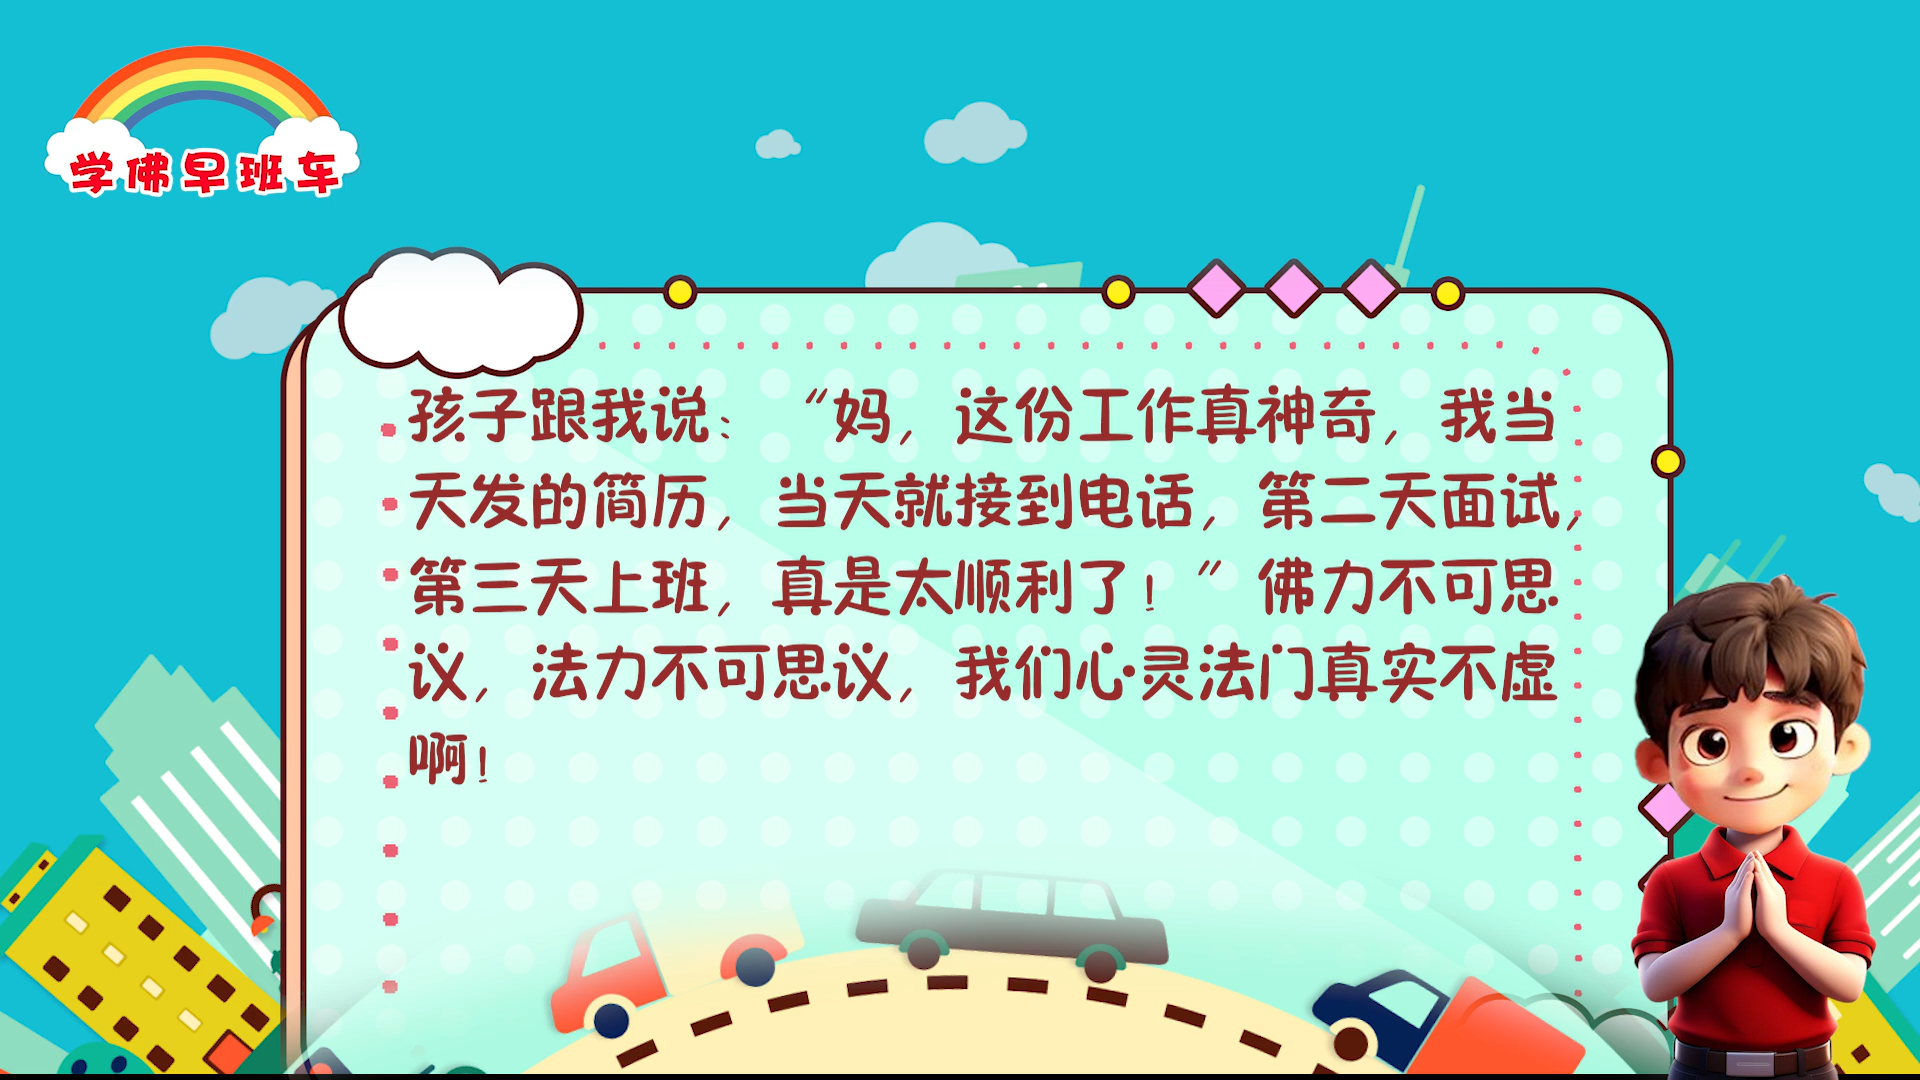 学佛早班车
孩子跟我说：“妈，这份工作真神奇，我当
天发的简历，当天就接到电话，第二天面试，
第三天上班，真是太顺利了！”佛力不可思
议，法力不可思议，我们心灵法门真实不虚
啊！